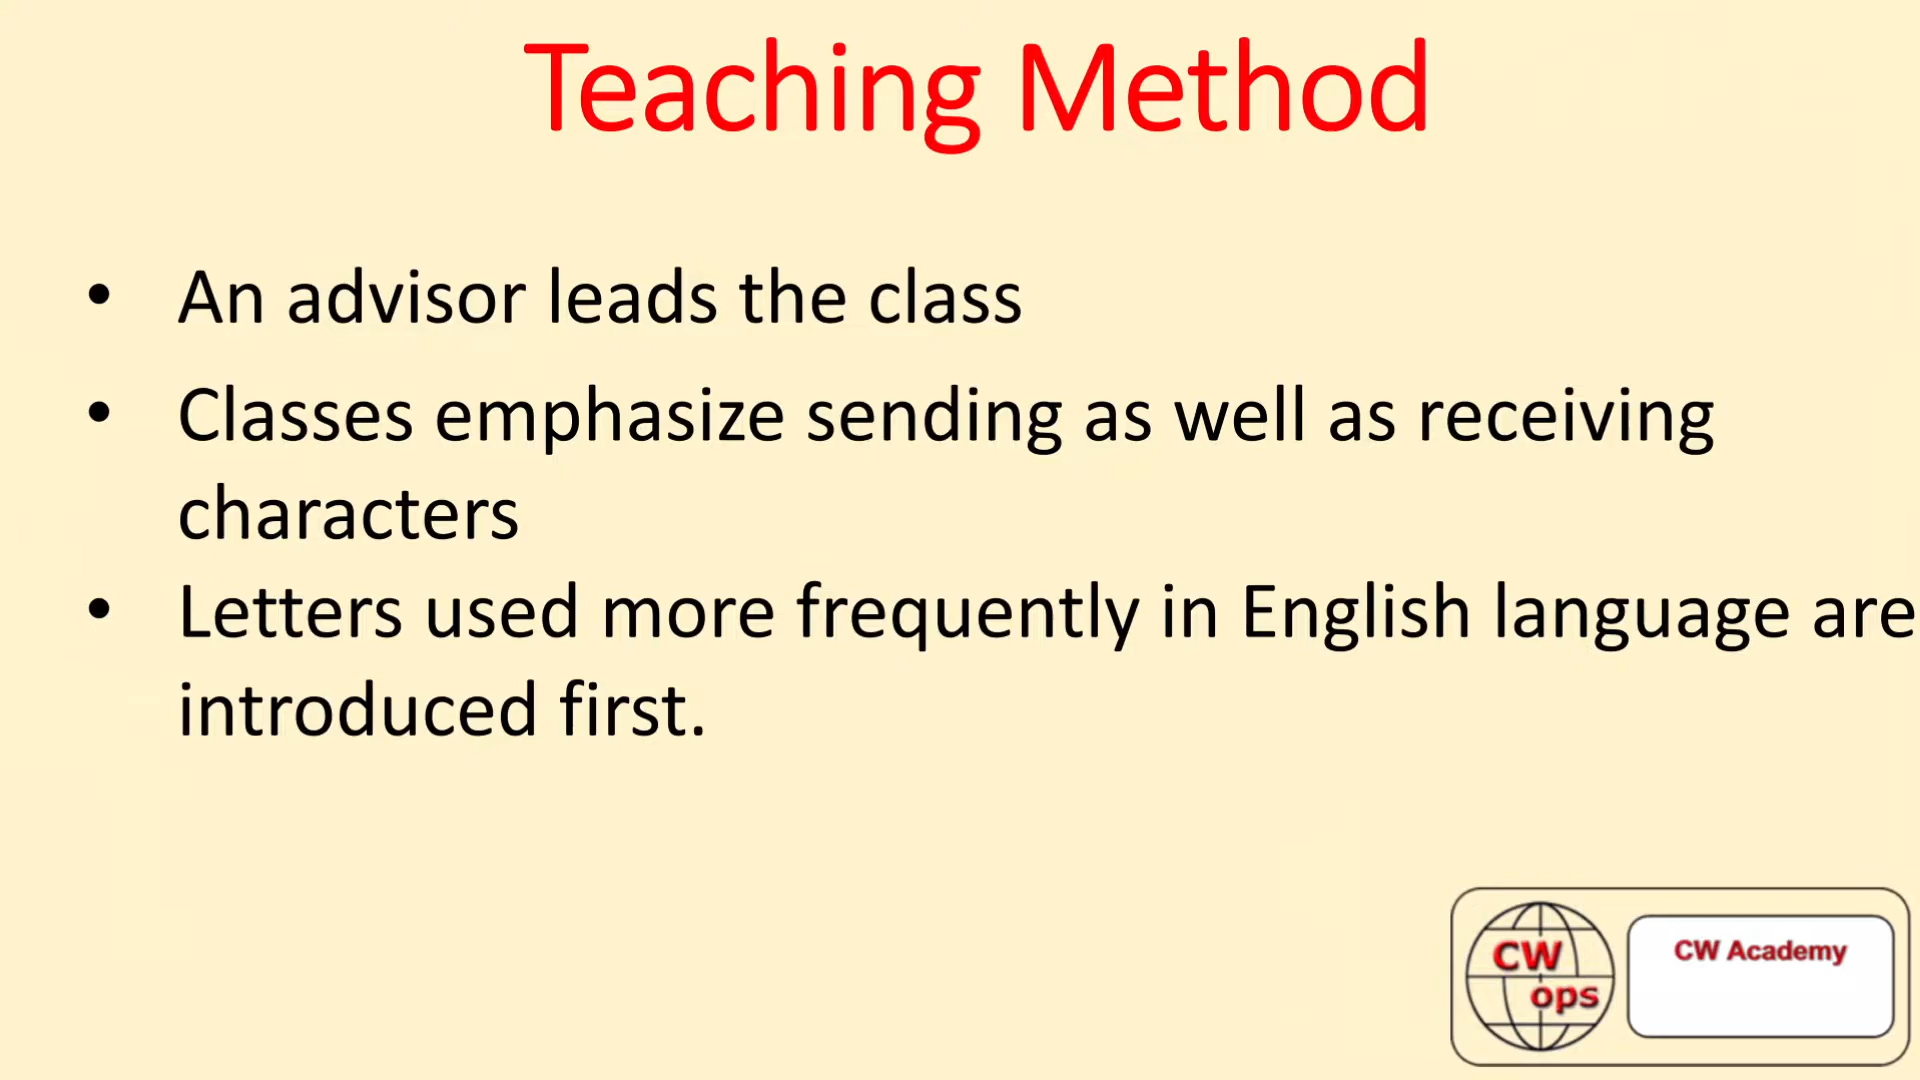 Teaching Method
• An advisor leads the class
• Classes emphasize sending as well as receiving
characters
• Letters used more frequently in English language are
introduced first.
CW
ops
CW Academy